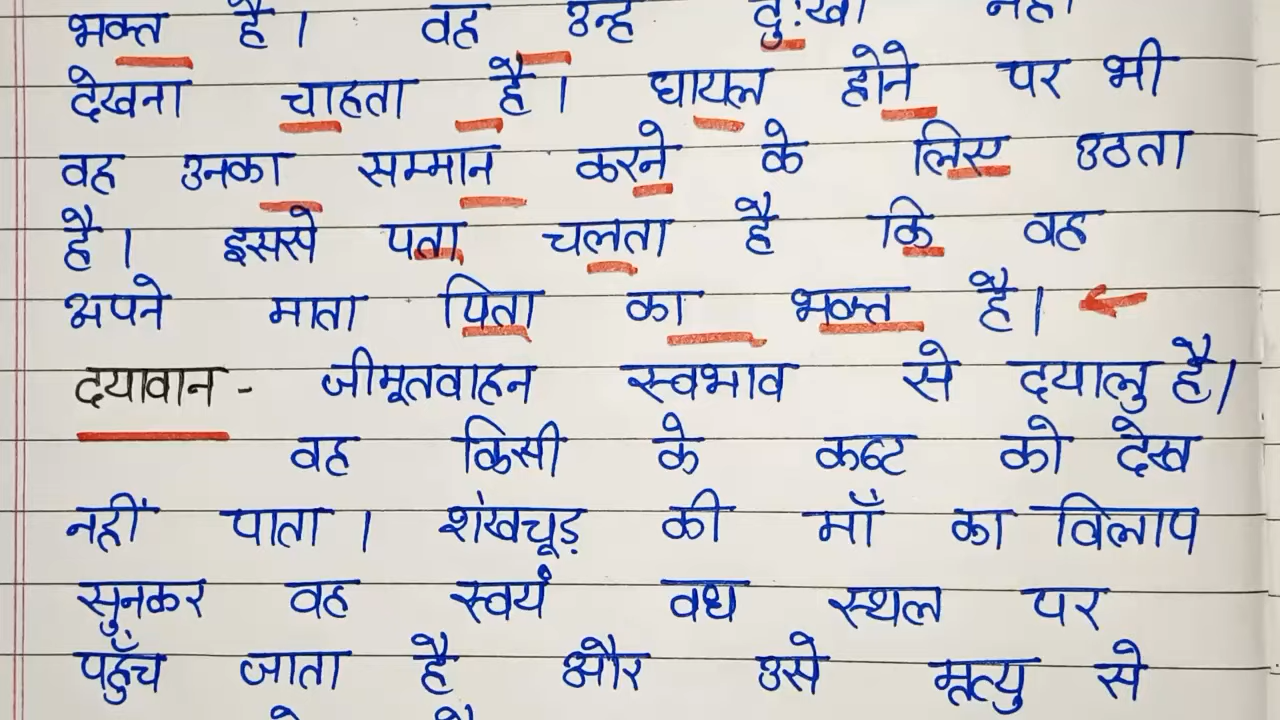 भक्त है। वह उन्हें दुःखी नहीं
देखना चाहता है। घायल होने पर भी
वह उनका सम्मान करने के लिए उठता
है। इससे पता चलता है कि वह
अपने माता पिता का भक्त है।
दयावान - जीमूतवाहन स्वभाव से दयालु है।
वह किसी के कष्ट को देख
नहीं पाता। शंखचूड़ की माँ का विलाप
सुनकर वह स्वयं वध स्थल पर
पहुँच जाता है और उसे मृत्यु से